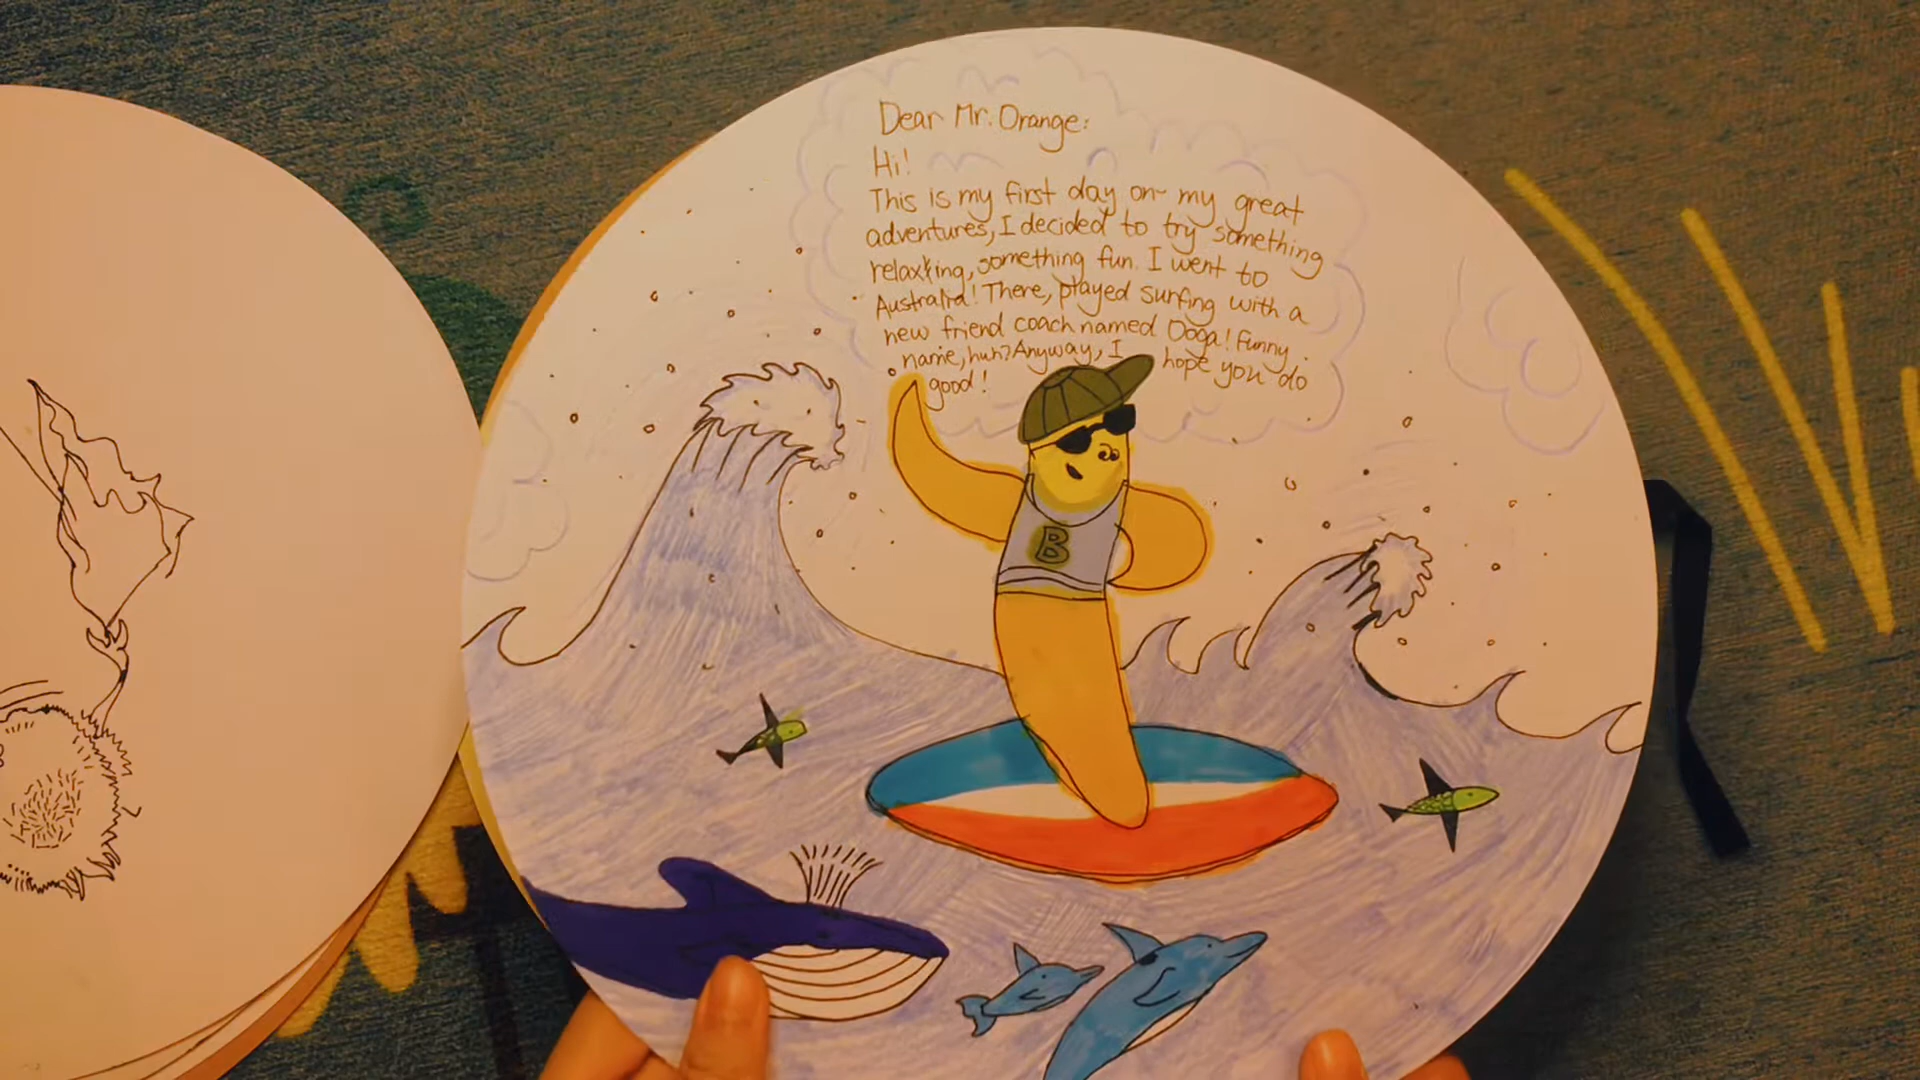 Dear Mr. Orange:
Hi!
This is my first day on my great
adventures, I decided to try something
relaxing, something fun. I went to
Australia! There, played surfing with a
new friend coach named Ooga! Funny
name, huh? Anyway, I hope you do
good!
B